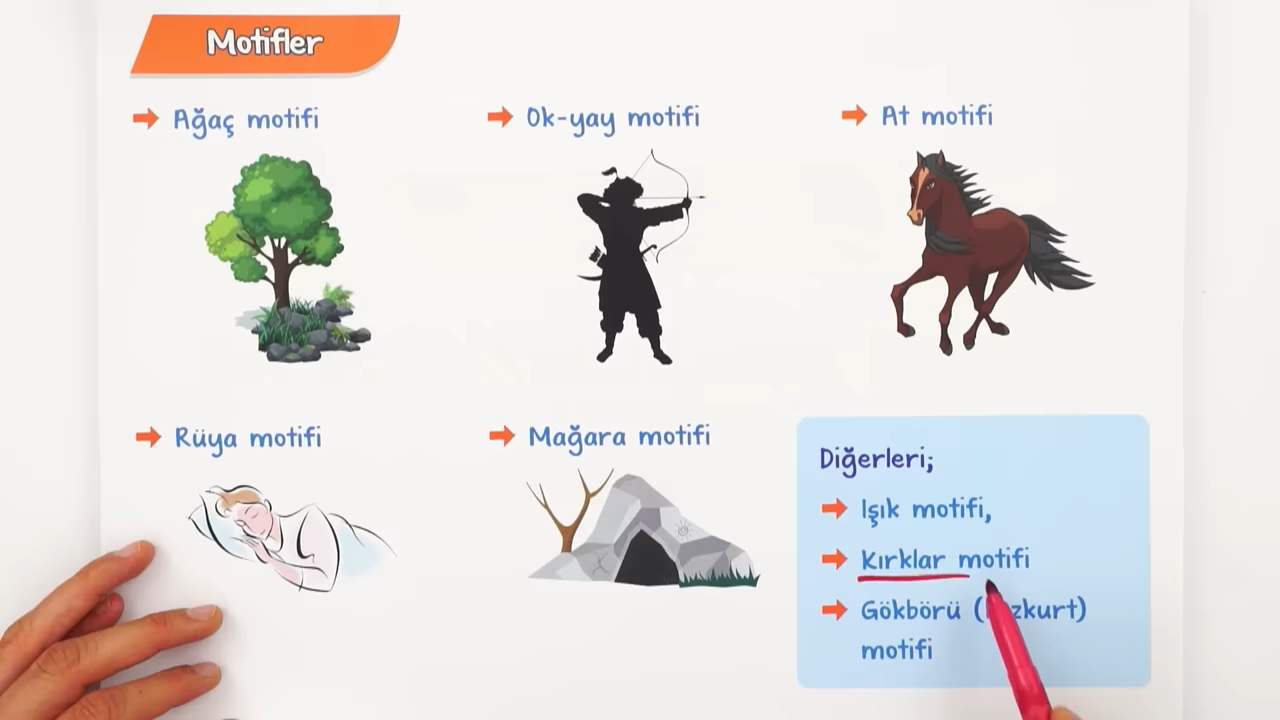 Motifler
Ağaç motifi
Ok-yay motifi
At motifi
Rüya motifi
Mağara motifi
Diğerleri;
Işık motifi,
Kırklar motifi
Gökbörü
motifi